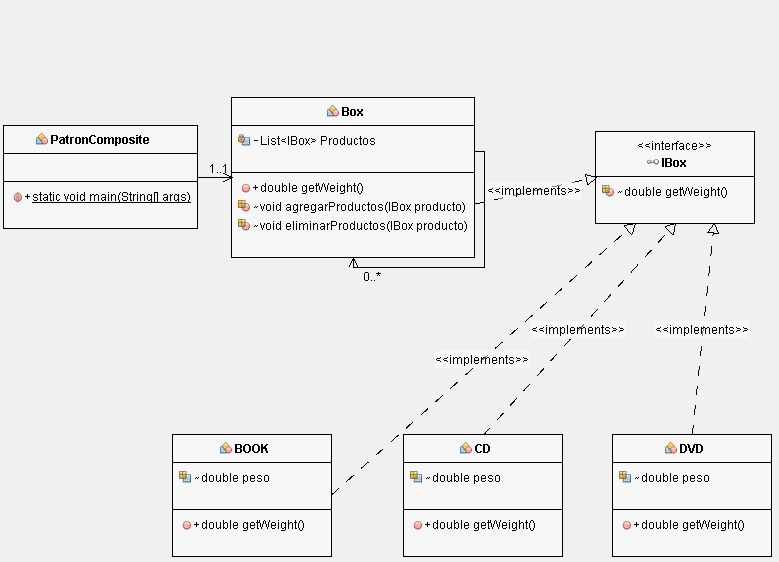 PatronComposite
+ static void main(String[] args)
1..1
Box
- List<IBox> Productos
+ double getWeight()
~ void agregarProductos(IBox producto)
~ void eliminarProductos(IBox producto)
0..*
<<implements>>
<<interface>>
IBox
~ double getWeight()
<<implements>>
<<implements>>
<<implements>>
BOOK
~ double peso
+ double getWeight()
CD
~ double peso
+ double getWeight()
DVD
~ double peso
+ double getWeight()